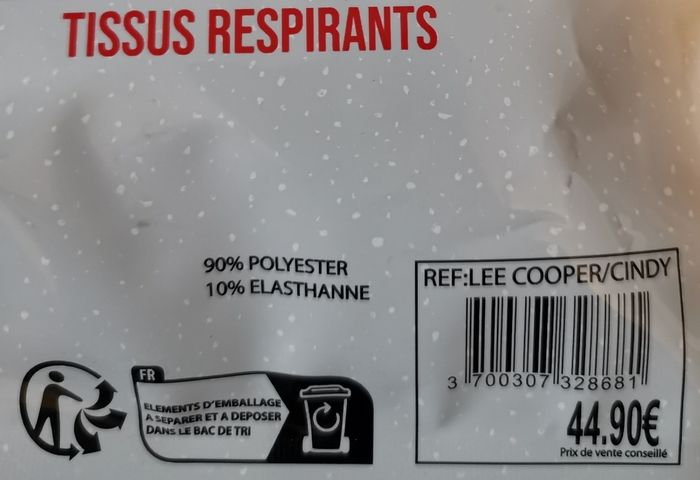 TISSUS RESPIRANTS
90% POLYESTER
10% ELASTHANNE
REF:LEE COOPER/CINDY
3 700307 328681
44.90€
Prix de vente conseillé
FR
ELEMENTS D'EMBALLAGE
A SEPARER ET A DEPOSER
DANS LE BAC DE TRI